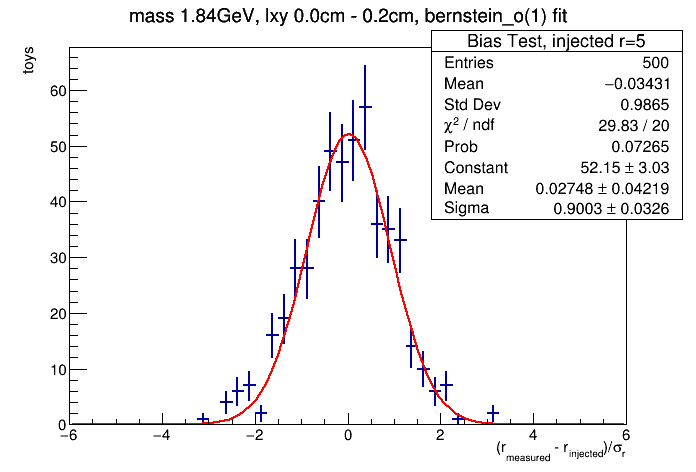 mass 1.84GeV, lxy 0.0cm - 0.2cm, bernstein_o(1) fit
toys
Bias Test, injected r=5
Entries 500
Mean −0.03431
Std Dev 0.9865
χ² / ndf 29.83 / 20
Prob 0.07265
Constant 52.15 ± 3.03
Mean 0.02748 ± 0.04219
Sigma 0.9003 ± 0.0326
60
50
40
30
20
10
0
−6 −4 −2 0 2 4 6
(r_measured - r_injected)/σ_r